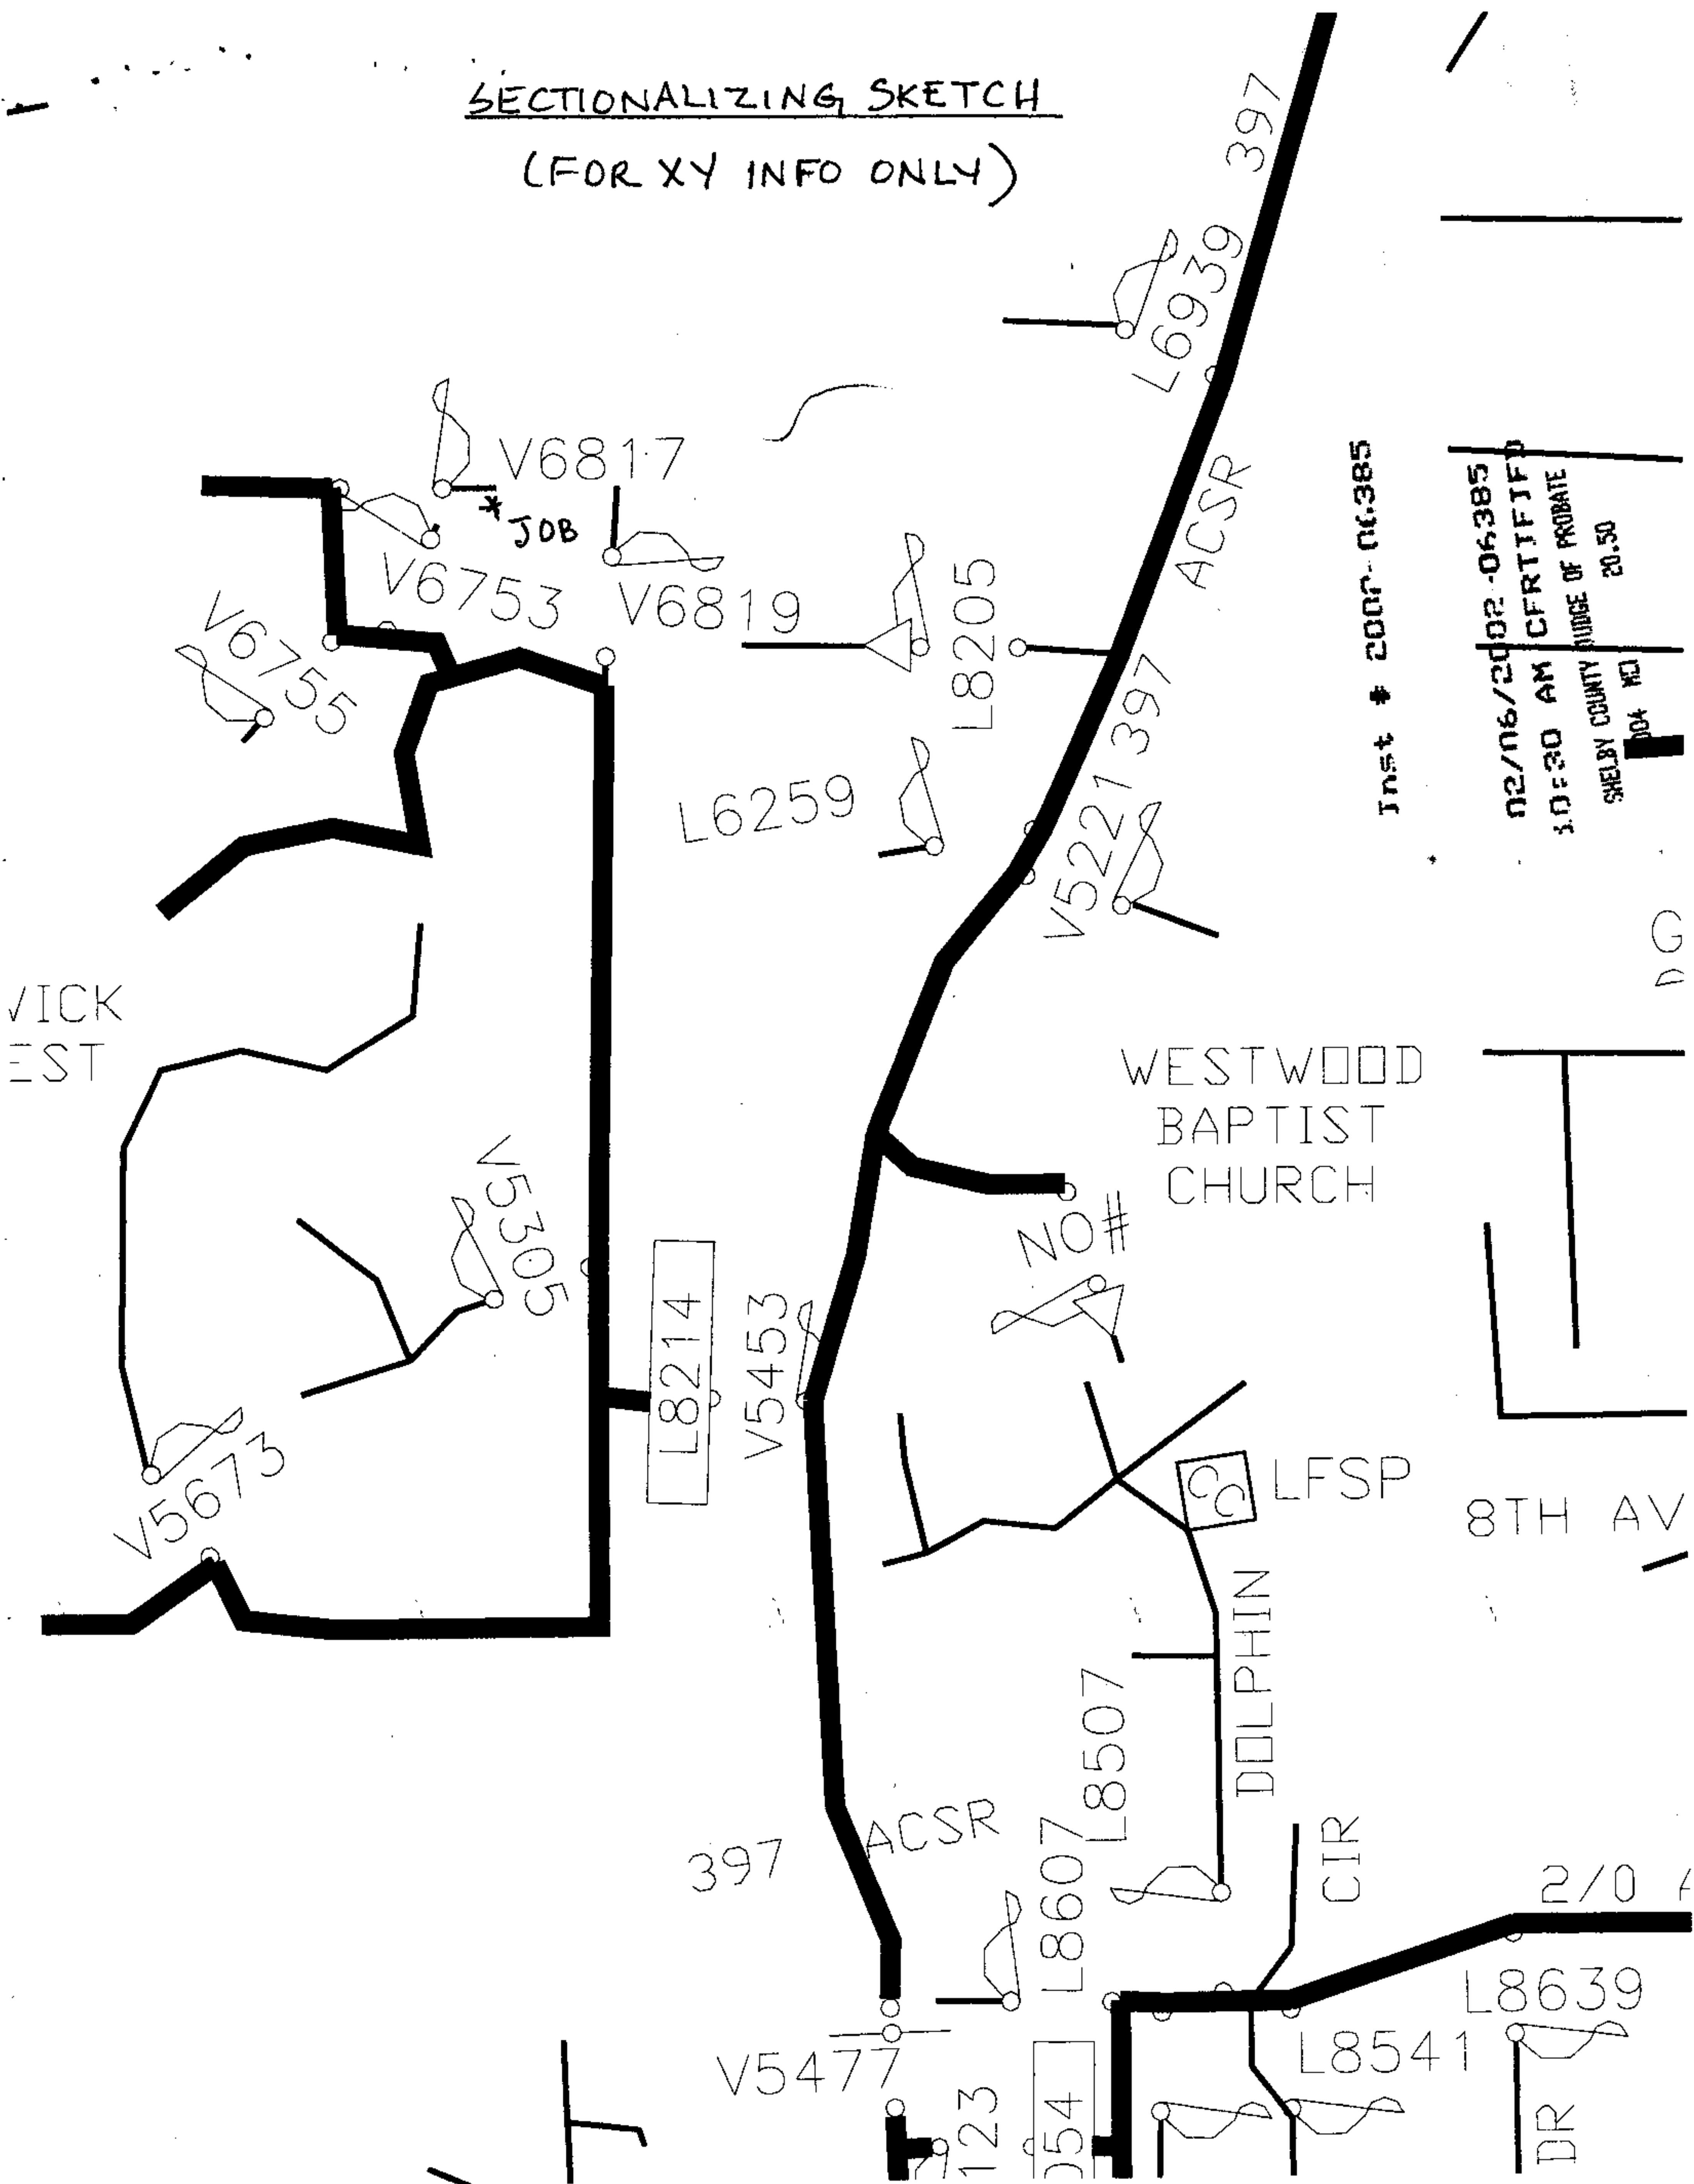 SECTIONALIZING SKETCH
(FOR XY INFO ONLY)
397
L6939
V6817
* JOB
ACSR
V6753
V6819
L8205
V6755
397
L6259
V5221
Inst # 2002-06385
02/06/2002-06385
10:30 AM CERTIFIED
SHELBY COUNTY JUDGE OF PROBATE
004 MCI 20.50
G
VICK
EST
WESTWOOD
BAPTIST
CHURCH
V5305
NO#
L8214
V5453
V5673
CC
LFSP
8TH AV
DOLPHIN
L8507
397
ACSR
L8607
CIR
2/0 A
L8639
L8541
V5477
123
054
DR